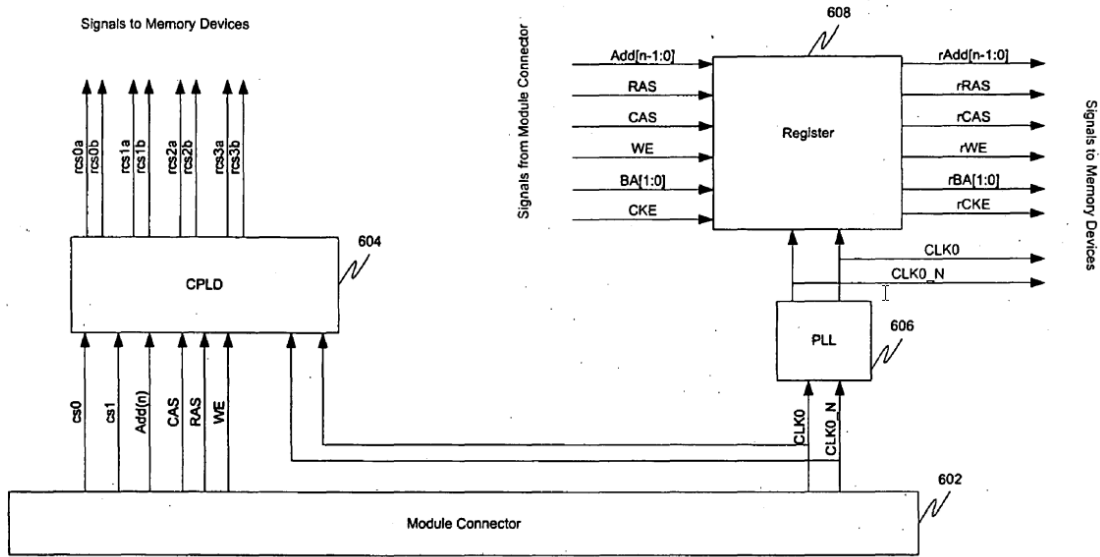 Signals to Memory Devices
rcs0a
rcs0b
rcs1a
rcs1b
rcs2a
rcs2b
rcs3a
rcs3b
604
CPLD
cs0
cs1
Add(n)
CAS
RAS
WE
608
Signals from Module Connector
Add[n-1:0]
RAS
CAS
WE
BA[1:0]
CKE
Register
rAdd[n-1:0]
rRAS
rCAS
rWE
rBA[1:0]
rCKE
Signals to Memory Devices
CLK0
CLK0_N
PLL
606
CLK0
CLK0_N
602
Module Connector